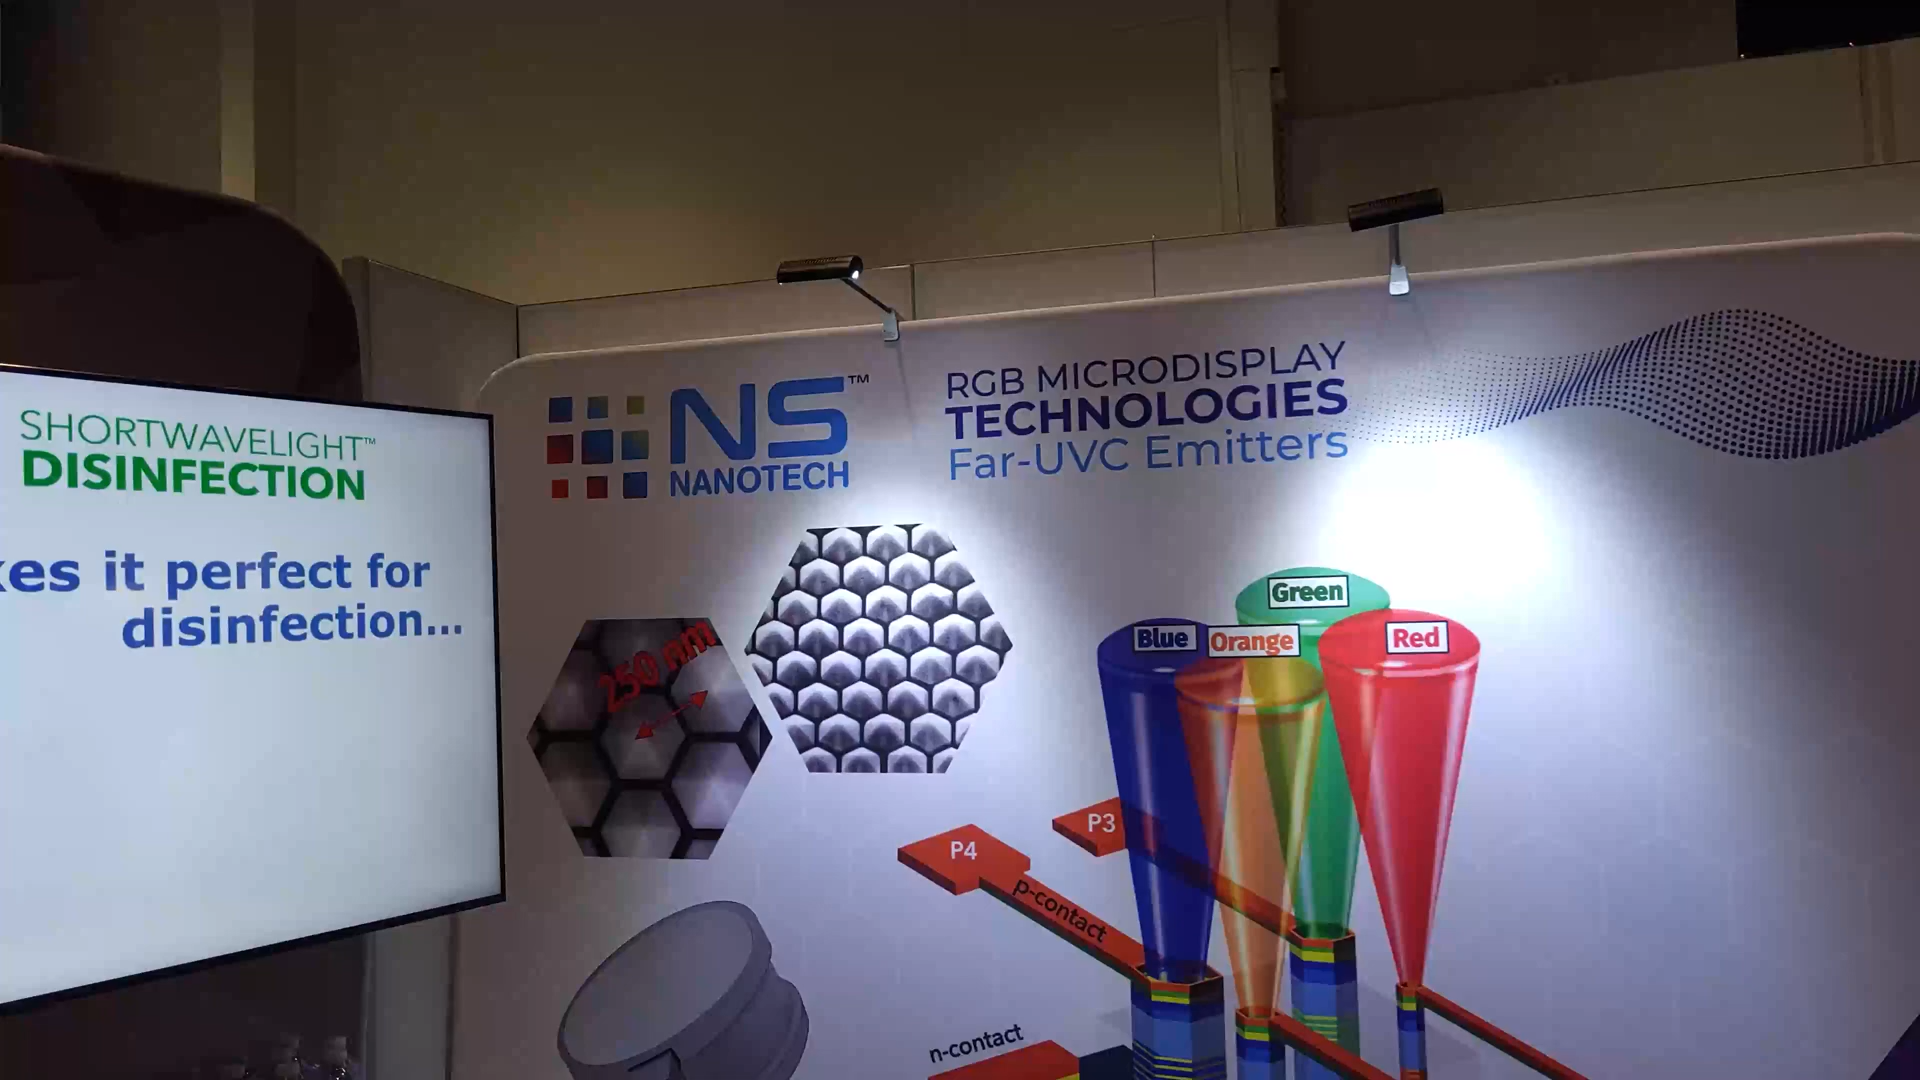 SHORTWAVELIGHT™
DISINFECTION
es it perfect for
disinfection...
NS™
NANOTECH
RGB MICRODISPLAY
TECHNOLOGIES
Far-UVC Emitters
250 nm
Green
Blue
Orange
Red
P3
P4
p-contact
n-contact